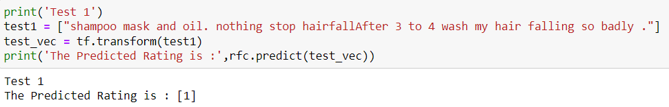 print('Test 1')
test1 = ["shampoo mask and oil. nothing stop hairfallAfter 3 to 4 wash my hair falling so badly ."]
test_vec = tf.transform(test1)
print('The Predicted Rating is :',rfc.predict(test_vec))
Test 1
The Predicted Rating is : [1]